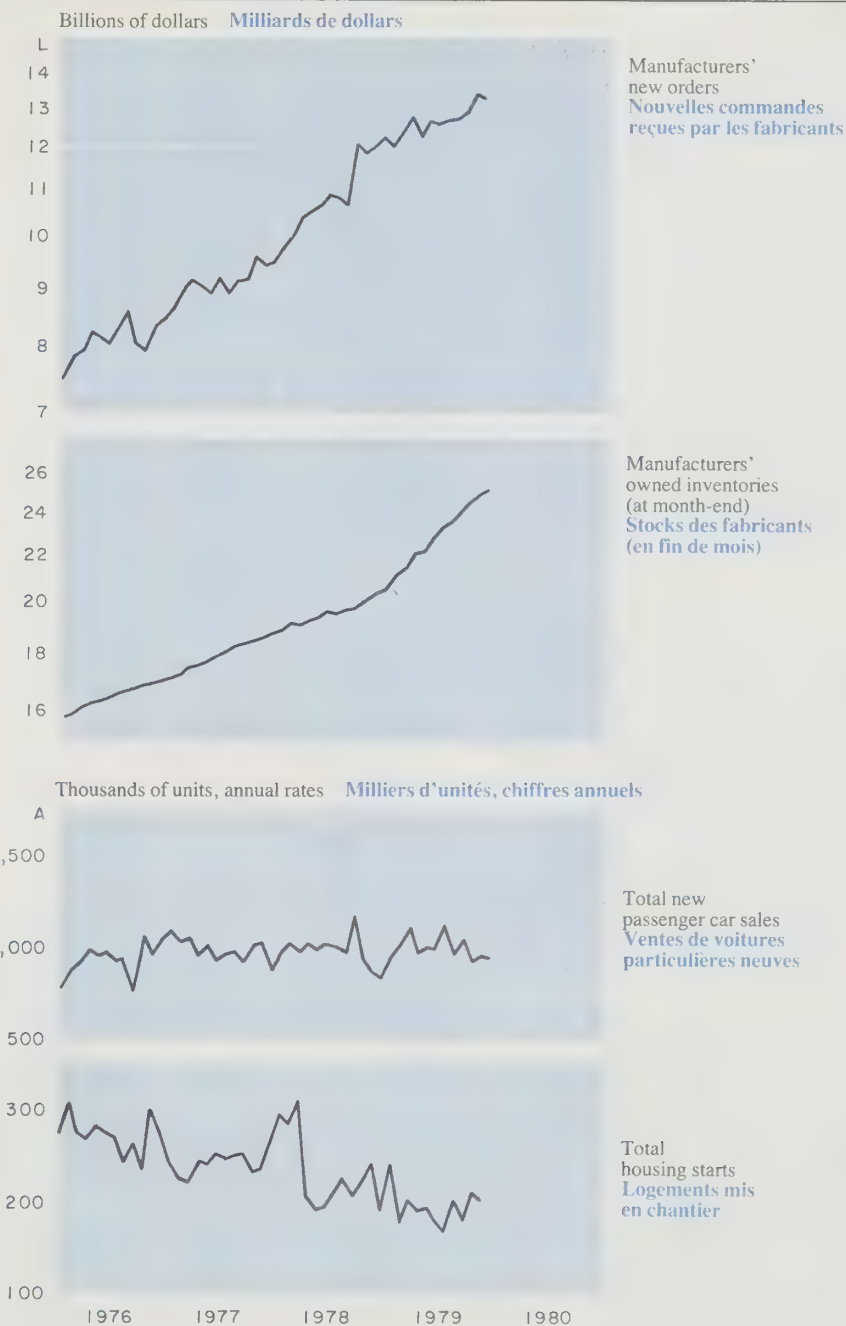 Billions of dollars Milliards de dollars
L
14
13
12
11
10
9
8
7
Manufacturers'
new orders
Nouvelles commandes
reçues par les fabricants
26
24
22
20
18
16
Manufacturers'
owned inventories
(at month-end)
Stocks des fabricants
(en fin de mois)
Thousands of units, annual rates Milliers d'unités, chiffres annuels
A
,500
,000
500
Total new
passenger car sales
Ventes de voitures
particulières neuves
300
200
100
Total
housing starts
Logements mis
en chantier
1976 1977 1978 1979 1980